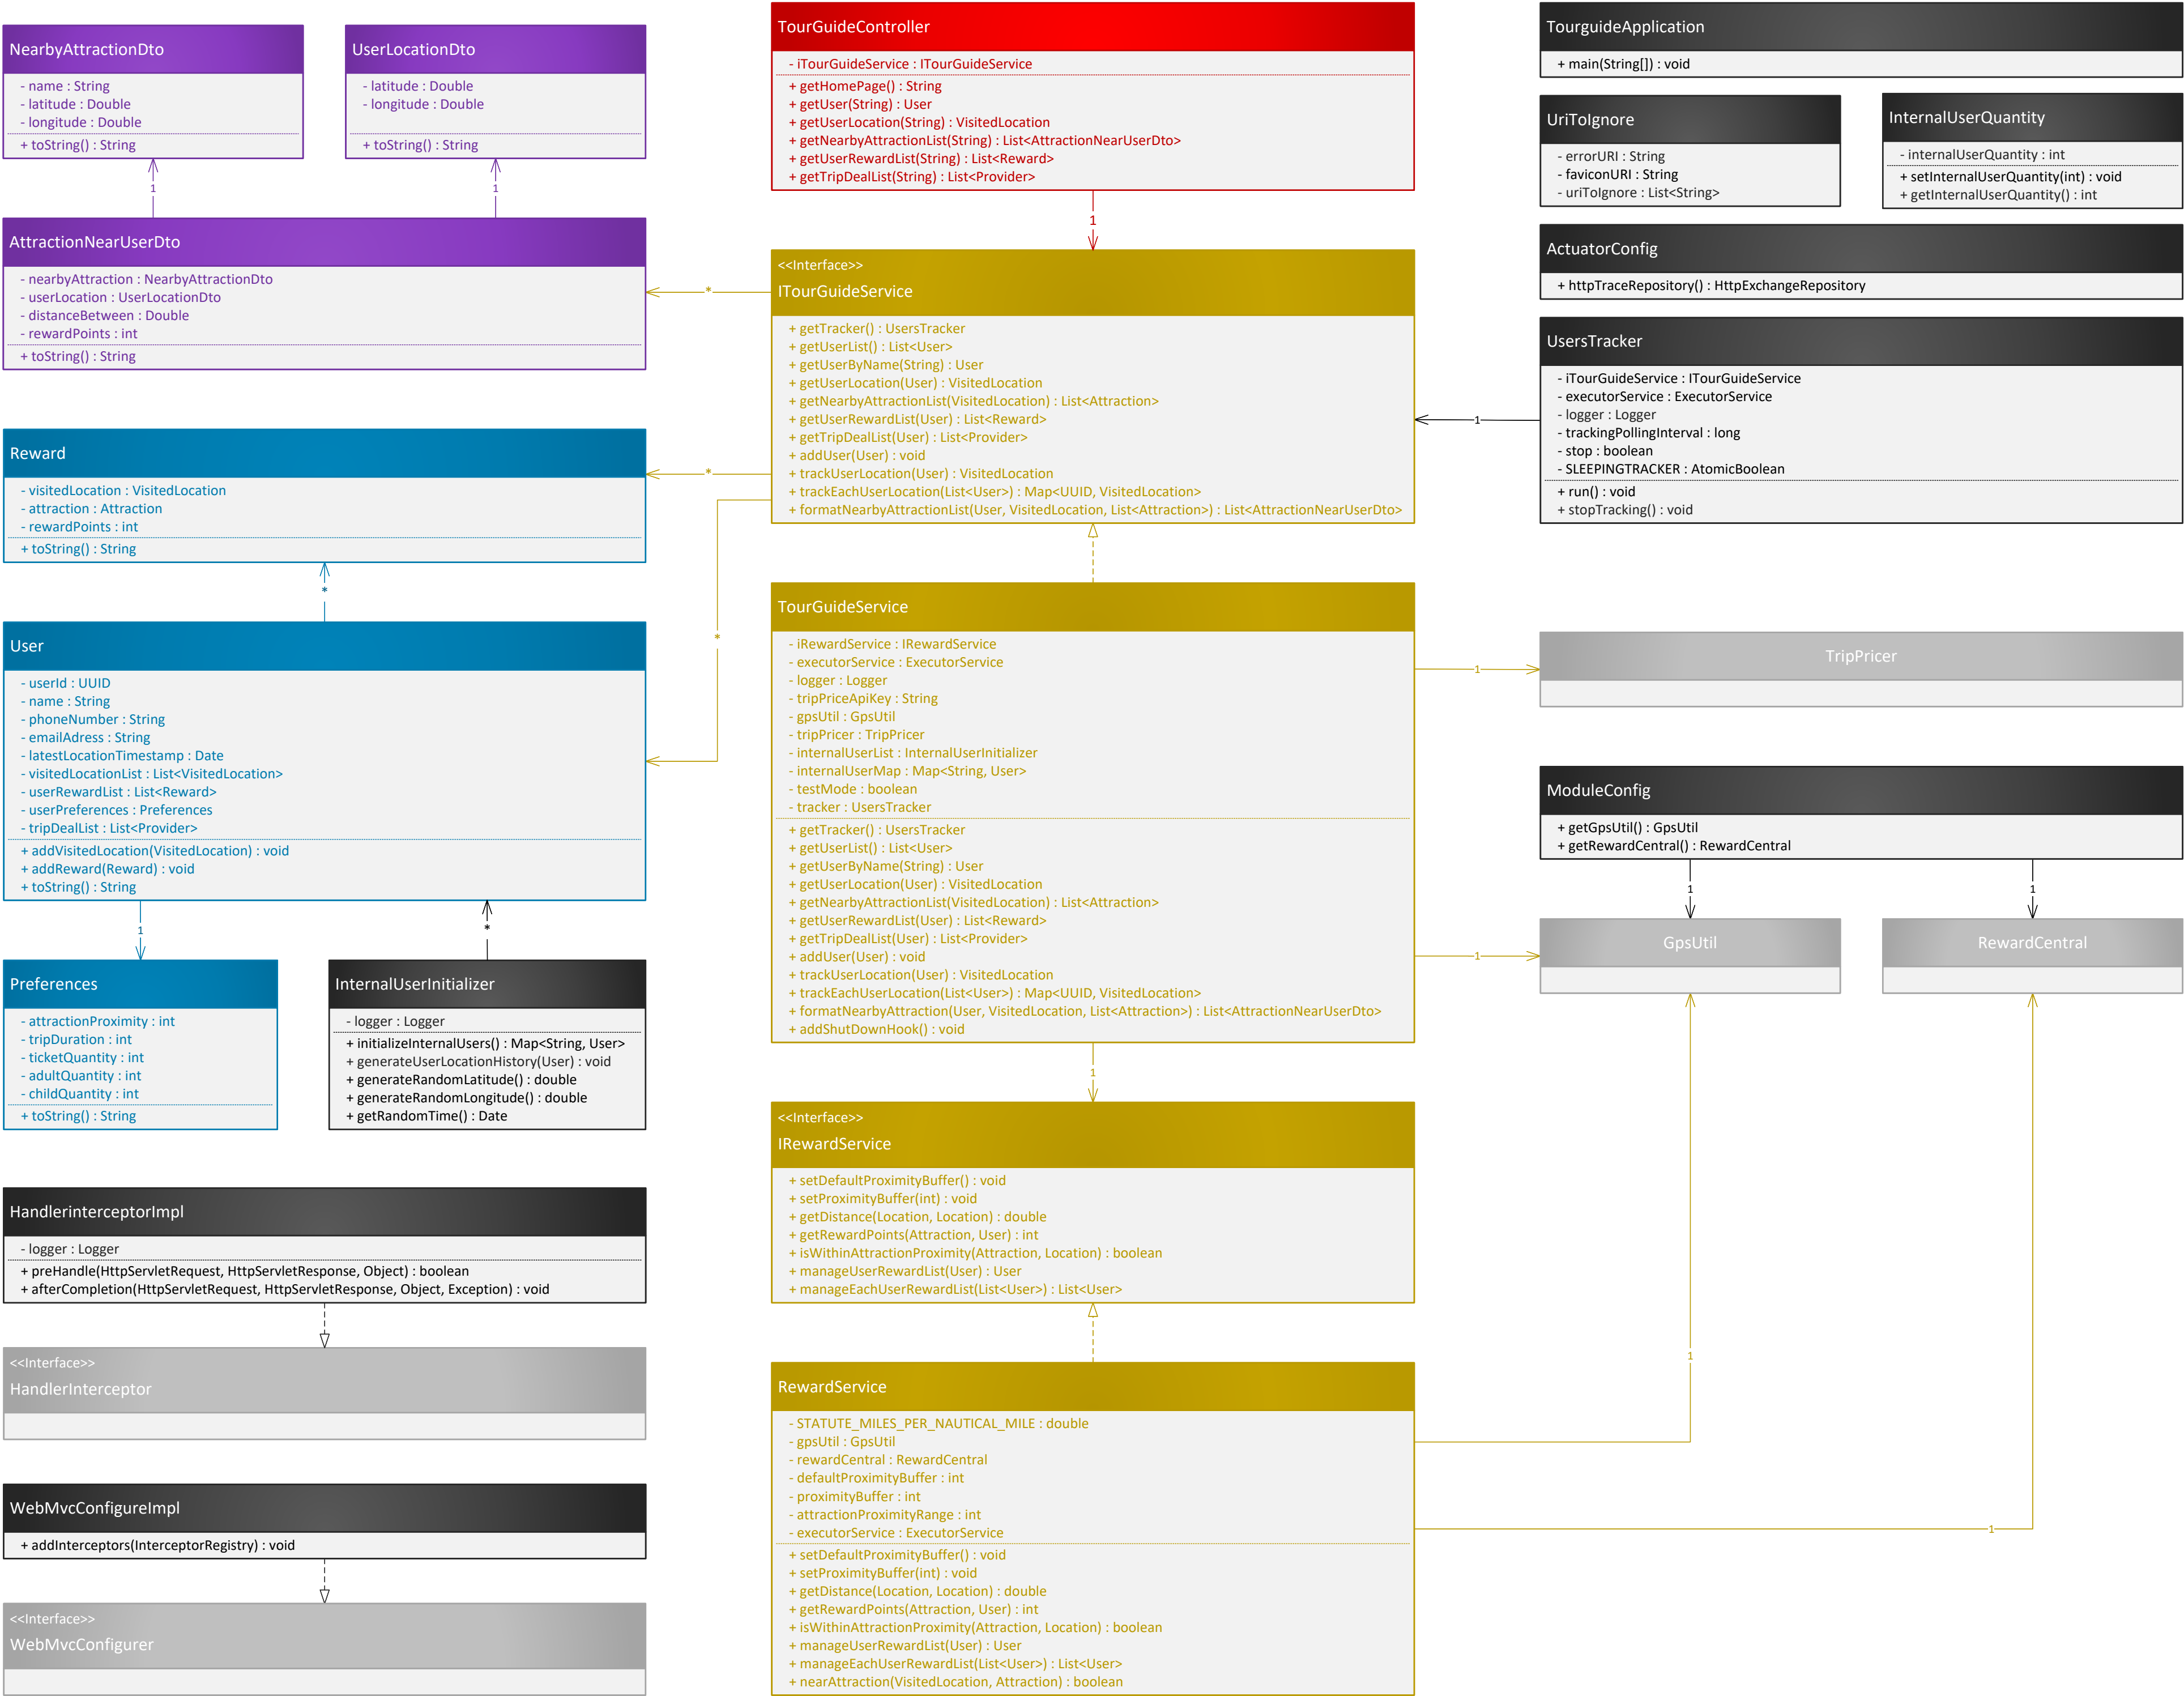 NearbyAttractionDto
- name : String
- latitude : Double
- longitude : Double
+ toString() : String
1
UserLocationDto
- latitude : Double
- longitude : Double
+ toString() : String
1
AttractionNearUserDto
- nearbyAttraction : NearbyAttractionDto
- userLocation : UserLocationDto
- distanceBetween : Double
- rewardPoints : int
+ toString() : String
Reward
- visitedLocation : VisitedLocation
- attraction : Attraction
- rewardPoints : int
+ toString() : String
*
User
- userId : UUID
- name : String
- phoneNumber : String
- emailAdress : String
- latestLocationTimestamp : Date
- visitedLocationList : List<VisitedLocation>
- userRewardList : List<Reward>
- userPreferences : Preferences
- tripDealList : List<Provider>
+ addVisitedLocation(VisitedLocation) : void
+ addReward(Reward) : void
+ toString() : String
1
*
Preferences
- attractionProximity : int
- tripDuration : int
- ticketQuantity : int
- adultQuantity : int
- childQuantity : int
+ toString() : String
InternalUserInitializer
- logger : Logger
+ initializeInternalUsers() : Map<String, User>
+ generateUserLocationHistory(User) : void
+ generateRandomLatitude() : double
+ generateRandomLongitude() : double
+ getRandomTime() : Date
HandlerinterceptorImpl
- logger : Logger
+ preHandle(HttpServletRequest, HttpServletResponse, Object) : boolean
+ afterCompletion(HttpServletRequest, HttpServletResponse, Object, Exception) : void
<<Interface>>
HandlerInterceptor
WebMvcConfigureImpl
+ addInterceptors(InterceptorRegistry) : void
<<Interface>>
WebMvcConfigurer
TourGuideController
- iTourGuideService : ITourGuideService
+ getHomePage() : String
+ getUser(String) : User
+ getUserLocation(String) : VisitedLocation
+ getNearbyAttractionList(String) : List<AttractionNearUserDto>
+ getUserRewardList(String) : List<Reward>
+ getTripDealList(String) : List<Provider>
1
<<Interface>>
ITourGuideService
+ getTracker() : UsersTracker
+ getUserList() : List<User>
+ getUserByName(String) : User
+ getUserLocation(User) : VisitedLocation
+ getNearbyAttractionList(VisitedLocation) : List<Attraction>
+ getUserRewardList(User) : List<Reward>
+ getTripDealList(User) : List<Provider>
+ addUser(User) : void
+ trackUserLocation(User) : VisitedLocation
+ trackEachUserLocation(List<User>) : Map<UUID, VisitedLocation>
+ formatNearbyAttractionList(User, VisitedLocation, List<Attraction>) : List<AttractionNearUserDto>
*
*
*
TourGuideService
- iRewardService : IRewardService
- executorService : ExecutorService
- logger : Logger
- tripPriceApiKey : String
- gpsUtil : GpsUtil
- tripPricer : TripPricer
- internalUserList : InternalUserInitializer
- internalUserMap : Map<String, User>
- testMode : boolean
- tracker : UsersTracker
+ getTracker() : UsersTracker
+ getUserList() : List<User>
+ getUserByName(String) : User
+ getUserLocation(User) : VisitedLocation
+ getNearbyAttractionList(VisitedLocation) : List<Attraction>
+ getUserRewardList(User) : List<Reward>
+ getTripDealList(User) : List<Provider>
+ addUser(User) : void
+ trackUserLocation(User) : VisitedLocation
+ trackEachUserLocation(List<User>) : Map<UUID, VisitedLocation>
+ formatNearbyAttraction(User, VisitedLocation, List<Attraction>) : List<AttractionNearUserDto>
+ addShutDownHook() : void
1
<<Interface>>
IRewardService
+ setDefaultProximityBuffer() : void
+ setProximityBuffer(int) : void
+ getDistance(Location, Location) : double
+ getRewardPoints(Attraction, User) : int
+ isWithinAttractionProximity(Attraction, Location) : boolean
+ manageUserRewardList(User) : User
+ manageEachUserRewardList(List<User>) : List<User>
RewardService
- STATUTE_MILES_PER_NAUTICAL_MILE : double
- gpsUtil : GpsUtil
- rewardCentral : RewardCentral
- defaultProximityBuffer : int
- proximityBuffer : int
- attractionProximityRange : int
- executorService : ExecutorService
+ setDefaultProximityBuffer() : void
+ setProximityBuffer(int) : void
+ getDistance(Location, Location) : double
+ getRewardPoints(Attraction, User) : int
+ isWithinAttractionProximity(Attraction, Location) : boolean
+ manageUserRewardList(User) : User
+ manageEachUserRewardList(List<User>) : List<User>
+ nearAttraction(VisitedLocation, Attraction) : boolean
TourguideApplication
+ main(String[]) : void
UriToIgnore
- errorURI : String
- faviconURI : String
- uriToIgnore : List<String>
InternalUserQuantity
- internalUserQuantity : int
+ setInternalUserQuantity(int) : void
+ getInternalUserQuantity() : int
ActuatorConfig
+ httpTraceRepository() : HttpExchangeRepository
UsersTracker
- iTourGuideService : ITourGuideService
- executorService : ExecutorService
- logger : Logger
- trackingPollingInterval : long
- stop : boolean
- SLEEPINGTRACKER : AtomicBoolean
+ run() : void
+ stopTracking() : void
1
TripPricer
1
ModuleConfig
+ getGpsUtil() : GpsUtil
+ getRewardCentral() : RewardCentral
1
1
GpsUtil
RewardCentral
1
1
1